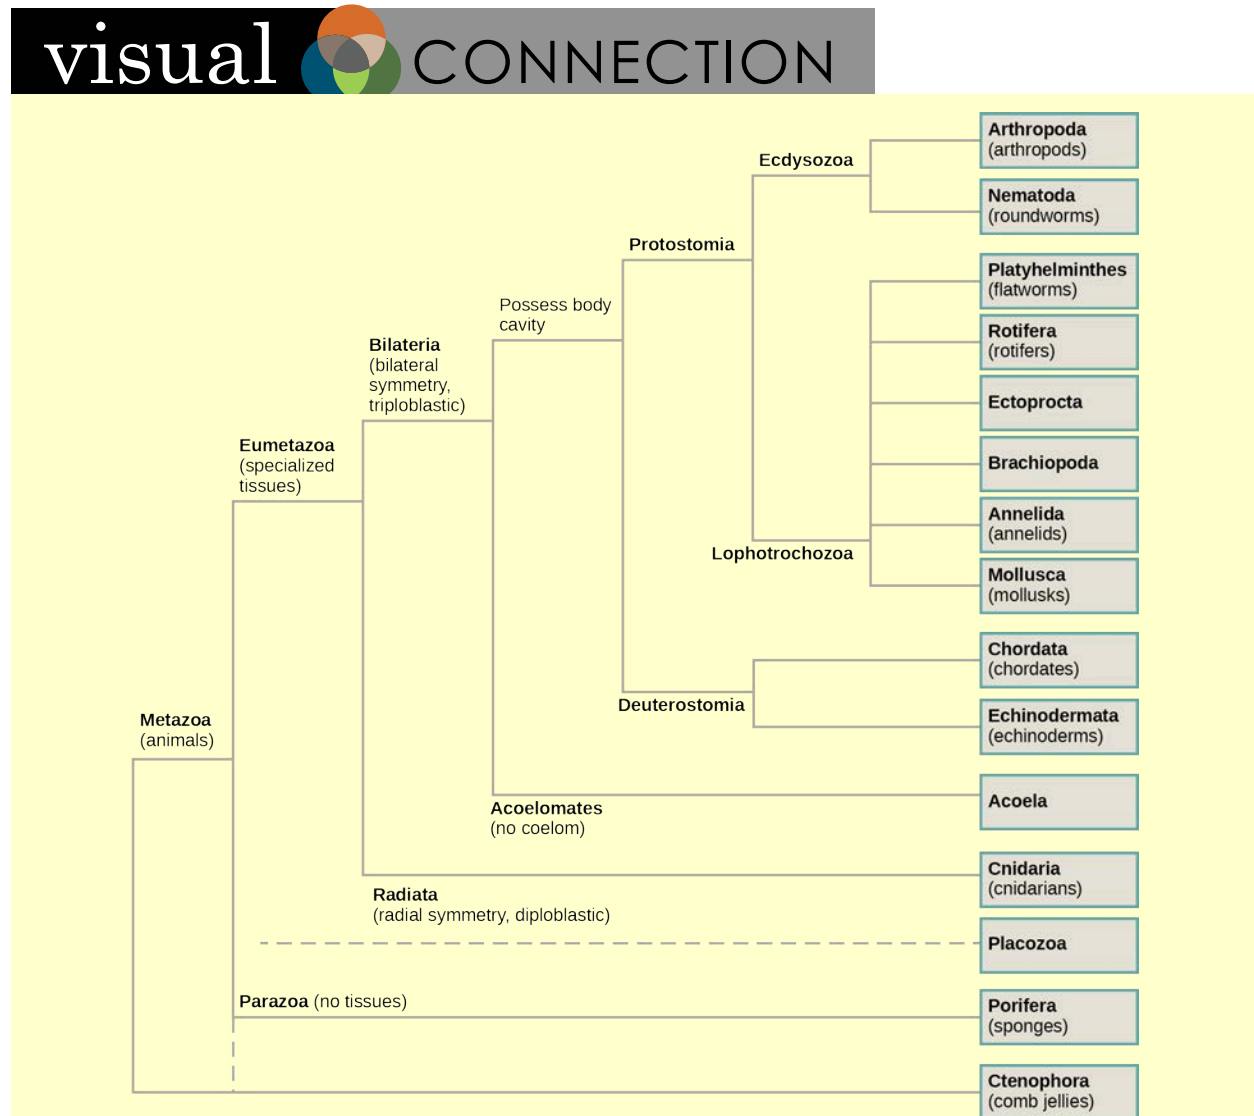 visual CONNECTION
Arthropoda
(arthropods)
Ecdysozoa
Nematoda
(roundworms)
Protostomia
Platyhelminthes
(flatworms)
Possess body
cavity
Rotifera
(rotifers)
Bilateria
(bilateral
symmetry,
triploblastic)
Ectoprocta
Eumetazoa
(specialized
tissues)
Brachiopoda
Annelida
(annelids)
Lophotrochozoa
Mollusca
(mollusks)
Chordata
(chordates)
Deuterostomia
Metazoa
(animals)
Echinodermata
(echinoderms)
Acoelomates
(no coelom)
Acoela
Cnidaria
(cnidarians)
Radiata
(radial symmetry, diploblastic)
Placozoa
Parazoa (no tissues)
Porifera
(sponges)
Ctenophora
(comb jellies)